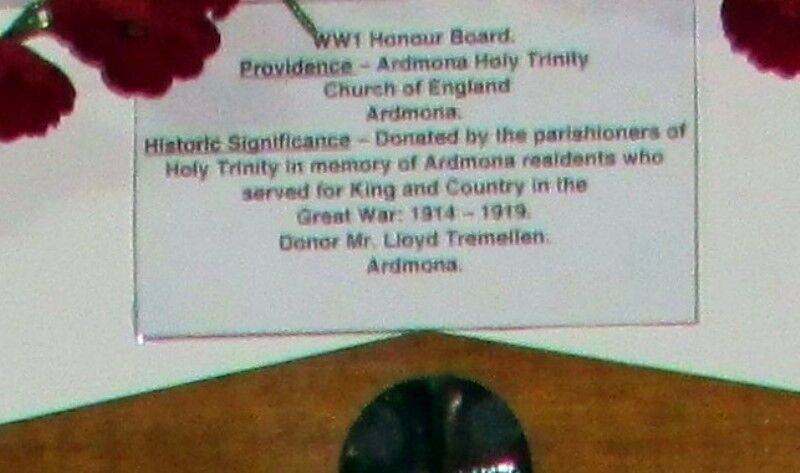 WW1 Honour Board.
Providence - Ardmona Holy Trinity
Church of England
Ardmona.
Historic Significance - Donated by the parishioners of
Holy Trinity in memory of Ardmona residents who
served for King and Country in the
Great War: 1914 - 1919.
Donor Mr. Lloyd Tremellen.
Ardmona.